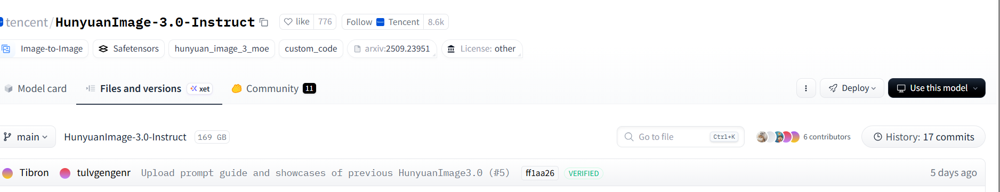 tencent/HunyuanImage-3.0-Instruct like 776 Follow Tencent 8.6k
Image-to-Image Safetensors hunyuan_image_3_moe custom_code arxiv:2509.23951 License: other
Model card Files and versions xet Community 11 Deploy Use this model
main HunyuanImage-3.0-Instruct 169 GB Go to file Ctrl+K 6 contributors History: 17 commits
Tibron tulvgengenr Upload prompt guide and showcases of previous HunyuanImage3.0 (#5) ff1aa26 VERIFIED 5 days ago